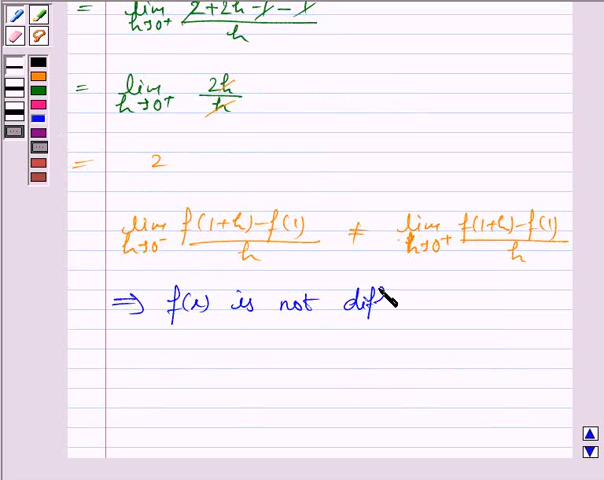 = lim h→0⁺ (2+2h-1-1)/h
= lim h→0⁺ 2h/h
= 2
lim h→0⁻ (f(1+h)-f(1))/h ≠ lim h→0⁺ (f(1+h)-f(1))/h
⇒ f(x) is not dif